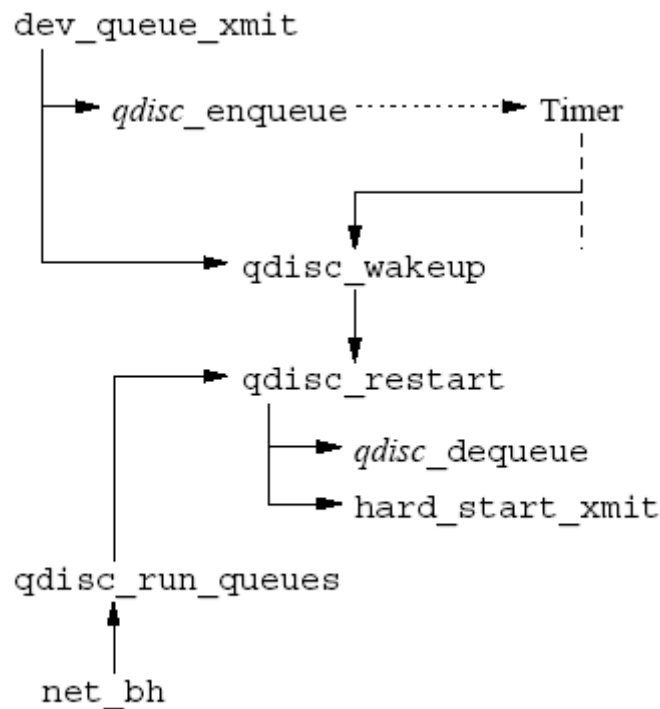 dev_queue_xmit
qdisc_enqueue Timer
qdisc_wakeup
qdisc_restart
qdisc_dequeue
hard_start_xmit
qdisc_run_queues
net_bh